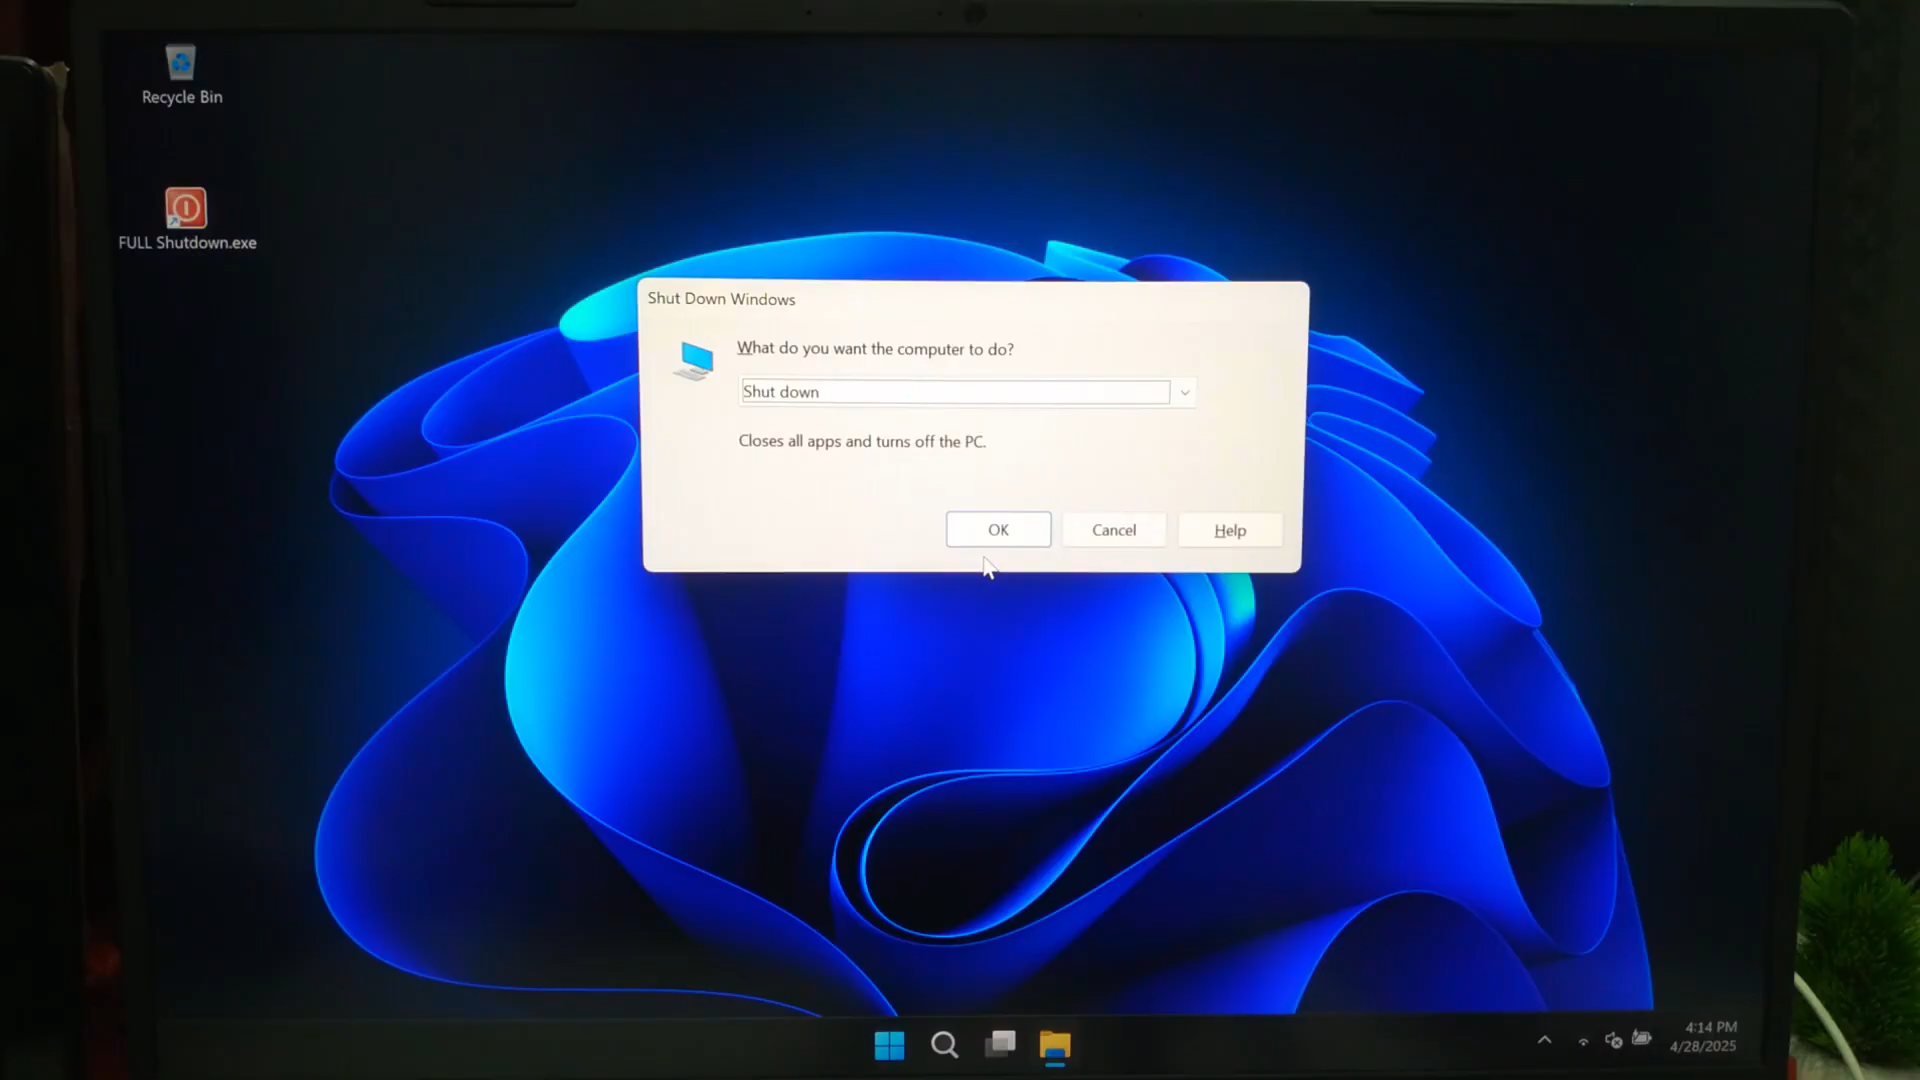 Recycle Bin
FULL Shutdown.exe
Shut Down Windows
What do you want the computer to do?
Shut down
Closes all apps and turns off the PC.
OK
Cancel
Help
4:14 PM
4/28/2025